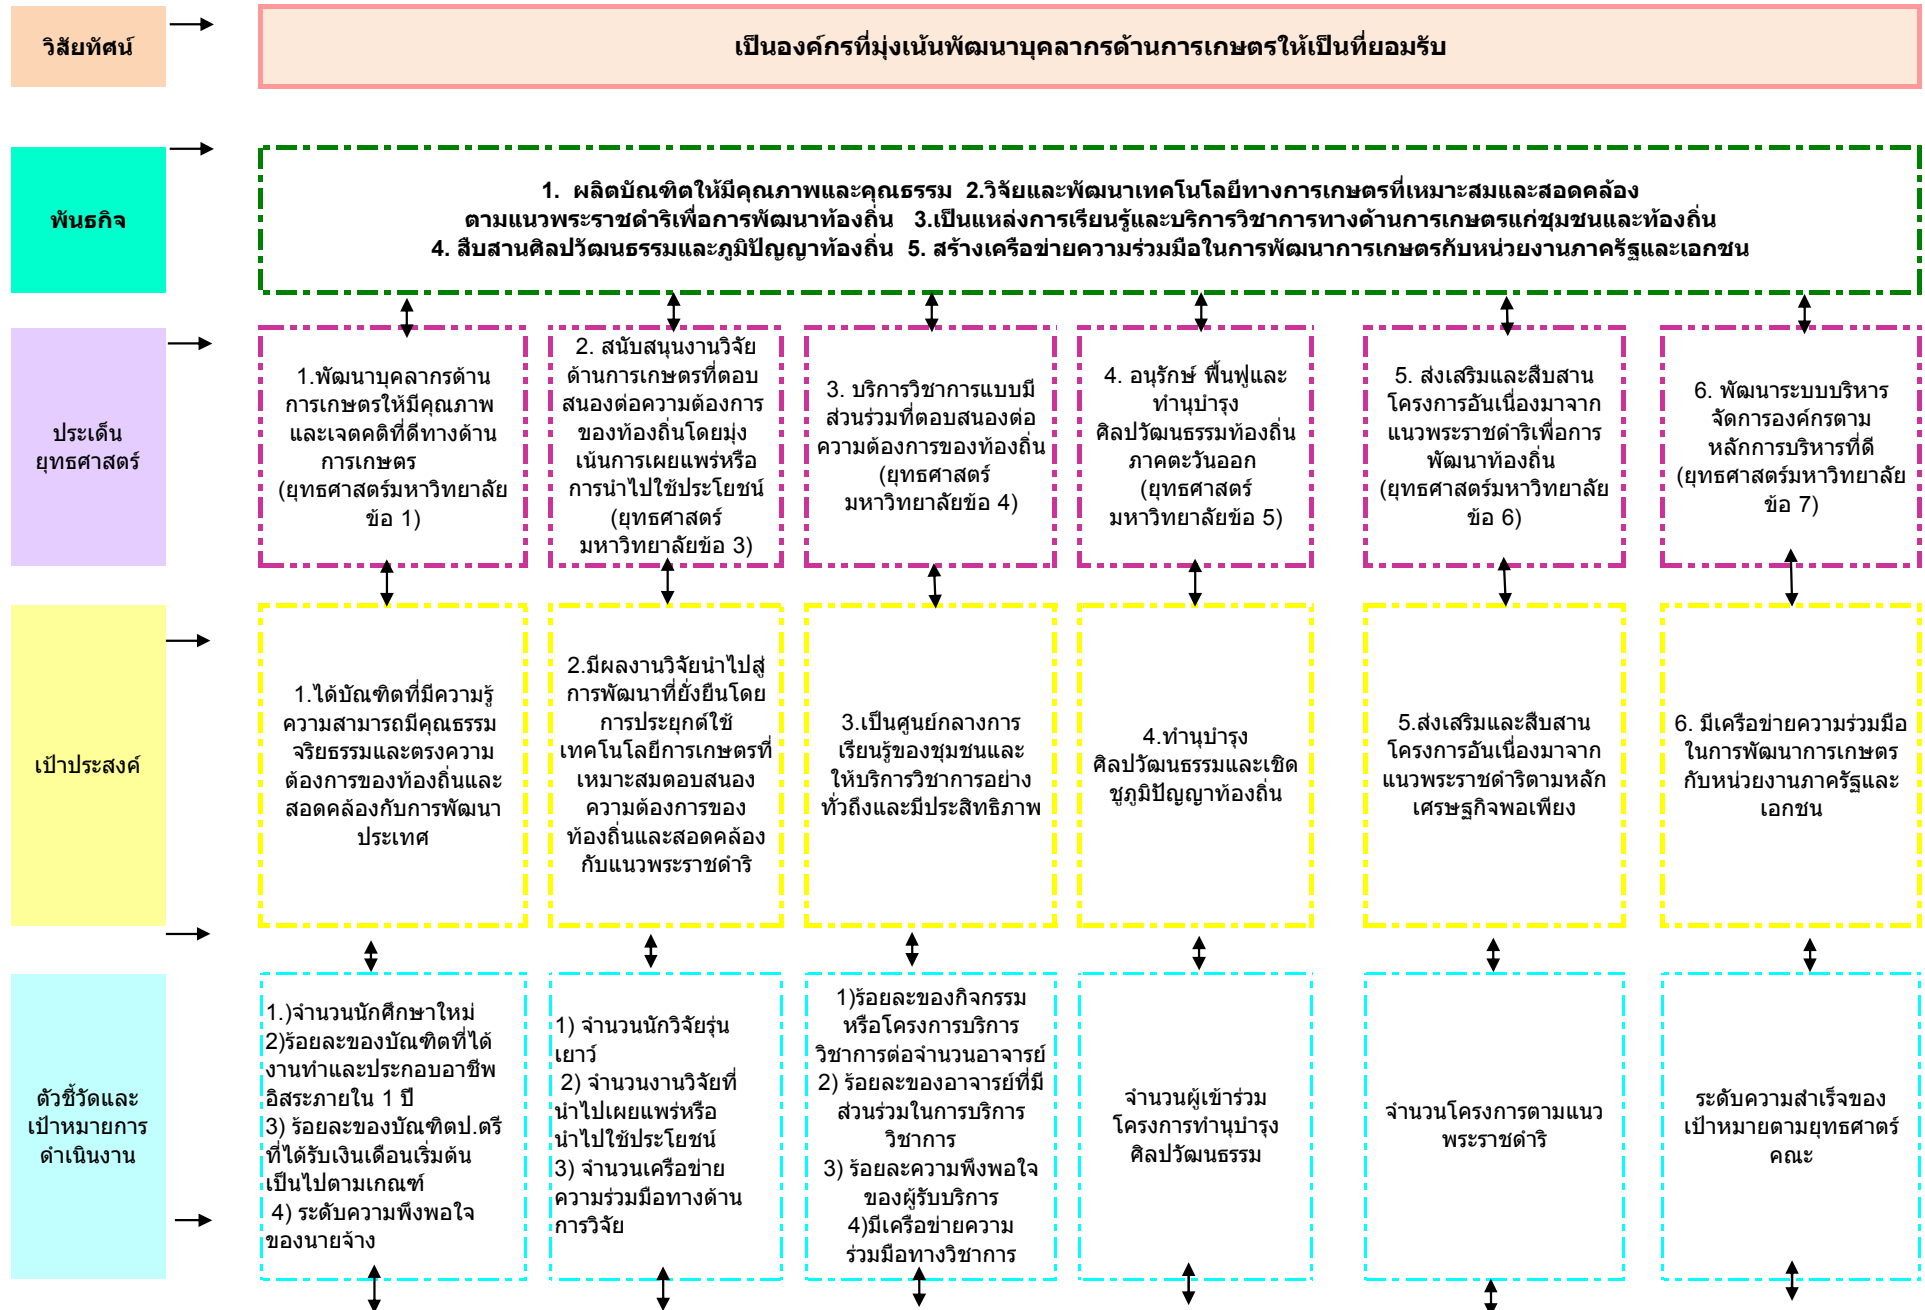 วิสัยทัศน์
เป็นองค์กรที่มุ่งเน้นพัฒนาบุคลากรด้านการเกษตรให้เป็นที่ยอมรับ
พันธกิจ
1. ผลิตบัณฑิตให้มีคุณภาพและคุณธรรม 2.วิจัยและพัฒนาเทคโนโลยีทางการเกษตรที่เหมาะสมและสอดคล้อง
ตามแนวพระราชดำริเพื่อการพัฒนาท้องถิ่น 3.เป็นแหล่งการเรียนรู้และบริการวิชาการทางด้านการเกษตรแก่ชุมชนและท้องถิ่น
4. สืบสานศิลปวัฒนธรรมและภูมิปัญญาท้องถิ่น 5. สร้างเครือข่ายความร่วมมือในการพัฒนาการเกษตรกับหน่วยงานภาครัฐและเอกชน
ประเด็น
ยุทธศาสตร์
1.พัฒนาบุคลากรด้าน
การเกษตรให้มีคุณภาพ
และเจตคติที่ดีทางด้าน
การเกษตร
(ยุทธศาสตร์มหาวิทยาลัย
ข้อ 1)
2. สนับสนุนงานวิจัย
ด้านการเกษตรที่ตอบ
สนองต่อความต้องการ
ของท้องถิ่นโดยมุ่ง
เน้นการเผยแพร่หรือ
การนำไปใช้ประโยชน์
(ยุทธศาสตร์
มหาวิทยาลัยข้อ 3)
3. บริการวิชาการแบบมี
ส่วนร่วมที่ตอบสนองต่อ
ความต้องการของท้องถิ่น
(ยุทธศาสตร์
มหาวิทยาลัยข้อ 4)
4. อนุรักษ์ ฟื้นฟูและ
ทำนุบำรุง
ศิลปวัฒนธรรมท้องถิ่น
ภาคตะวันออก
(ยุทธศาสตร์
มหาวิทยาลัยข้อ 5)
5. ส่งเสริมและสืบสาน
โครงการอันเนื่องมาจาก
แนวพระราชดำริเพื่อการ
พัฒนาท้องถิ่น
(ยุทธศาสตร์มหาวิทยาลัย
ข้อ 6)
6. พัฒนาระบบบริหาร
จัดการองค์กรตาม
หลักการบริหารที่ดี
(ยุทธศาสตร์มหาวิทยาลัย
ข้อ 7)
เป้าประสงค์
1.ได้บัณฑิตที่มีความรู้
ความสามารถมีคุณธรรม
จริยธรรมและตรงความ
ต้องการของท้องถิ่นและ
สอดคล้องกับการพัฒนา
ประเทศ
2.มีผลงานวิจัยนำไปสู่
การพัฒนาที่ยั่งยืนโดย
การประยุกต์ใช้
เทคโนโลยีการเกษตรที่
เหมาะสมตอบสนอง
ความต้องการของ
ท้องถิ่นและสอดคล้อง
กับแนวพระราชดำริ
3.เป็นศูนย์กลางการ
เรียนรู้ของชุมชนและ
ให้บริการวิชาการอย่าง
ทั่วถึงและมีประสิทธิภาพ
4.ทำนุบำรุง
ศิลปวัฒนธรรมและเชิด
ชูภูมิปัญญาท้องถิ่น
5.ส่งเสริมและสืบสาน
โครงการอันเนื่องมาจาก
แนวพระราชดำริตามหลัก
เศรษฐกิจพอเพียง
6. มีเครือข่ายความร่วมมือ
ในการพัฒนาการเกษตร
กับหน่วยงานภาครัฐและ
เอกชน
ตัวชี้วัดและ
เป้าหมายการ
ดำเนินงาน
1.)จำนวนนักศึกษาใหม่
2)ร้อยละของบัณฑิตที่ได้
งานทำและประกอบอาชีพ
อิสระภายใน 1 ปี
3) ร้อยละของบัณฑิตป.ตรี
ที่ได้รับเงินเดือนเริ่มต้น
เป็นไปตามเกณฑ์
4) ระดับความพึงพอใจ
ของนายจ้าง
1) จำนวนนักวิจัยรุ่น
เยาว์
2) จำนวนงานวิจัยที่
นำไปเผยแพร่หรือ
นำไปใช้ประโยชน์
3) จำนวนเครือข่าย
ความร่วมมือทางด้าน
การวิจัย
1)ร้อยละของกิจกรรม
หรือโครงการบริการ
วิชาการต่อจำนวนอาจารย์
2) ร้อยละของอาจารย์ที่มี
ส่วนร่วมในการบริการ
วิชาการ
3) ร้อยละความพึงพอใจ
ของผู้รับบริการ
4)มีเครือข่ายความ
ร่วมมือทางวิชาการ
จำนวนผู้เข้าร่วม
โครงการทำนุบำรุง
ศิลปวัฒนธรรม
จำนวนโครงการตามแนว
พระราชดำริ
ระดับความสำเร็จของ
เป้าหมายตามยุทธศาตร์
คณะ